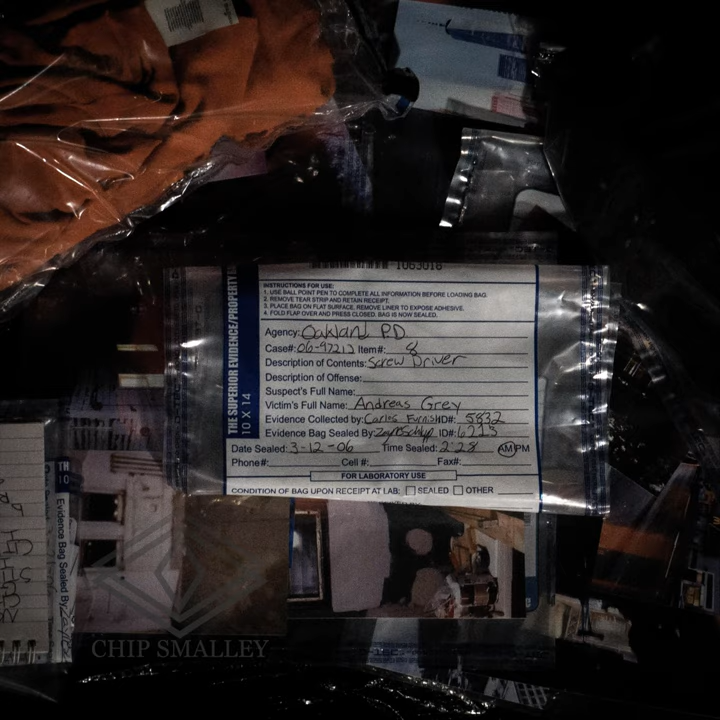 1063018
THE SUPERIOR EVIDENCE/PROPERTY
10 X 14
INSTRUCTIONS FOR USE:
1. USE BALL POINT PEN TO COMPLETE ALL INFORMATION BEFORE LOADING BAG.
2. REMOVE TEAR STRIP AND RETAIN RECEIPT.
3. PLACE BAG ON FLAT SURFACE, REMOVE LINER TO EXPOSE ADHESIVE.
4. FOLD FLAP OVER AND PRESS CLOSED. BAG IS NOW SEALED.
Agency: Oakland P.D
Case#: 06-97213 Item#: 8
Description of Contents: Screw Driver
Description of Offense:
Suspect's Full Name:
Victim's Full Name: Andreas Grey
Evidence Collected by: Carlos Furnish ID#: 5832
Evidence Bag Sealed By: ID#: 6213
Date Sealed: 3-12-06 Time Sealed: 2:28 AM PM
Phone#: Cell #: Fax#:
FOR LABORATORY USE
CONDITION OF BAG UPON RECEIPT AT LAB: SEALED OTHER
TH
10
Evidence Bag Sealed By:
CHIP SMALLEY